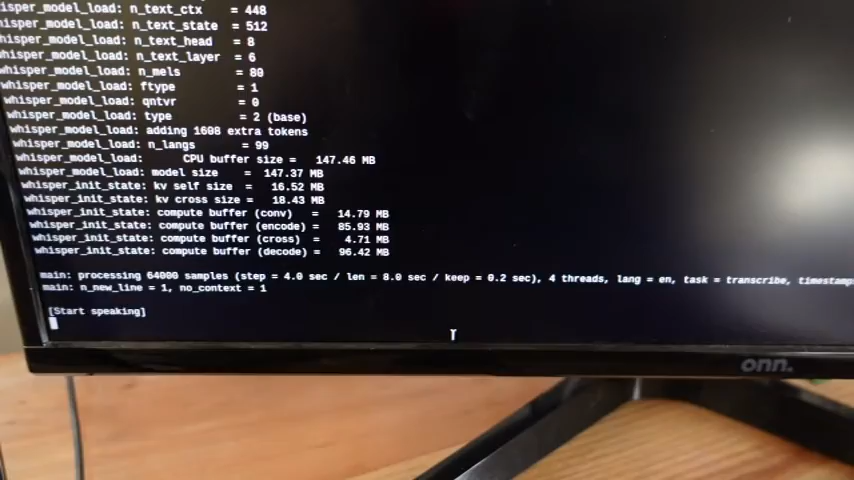 whisper_model_load: n_text_ctx = 448
whisper_model_load: n_text_state = 512
whisper_model_load: n_text_head = 8
whisper_model_load: n_text_layer = 6
whisper_model_load: n_mels = 80
whisper_model_load: ftype = 1
whisper_model_load: qntvr = 0
whisper_model_load: type = 2 (base)
whisper_model_load: adding 1608 extra tokens
whisper_model_load: n_langs = 99
whisper_model_load: CPU buffer size = 147.46 MB
whisper_model_load: model size = 147.37 MB
whisper_init_state: kv self size = 16.52 MB
whisper_init_state: kv cross size = 18.43 MB
whisper_init_state: compute buffer (conv) = 14.79 MB
whisper_init_state: compute buffer (encode) = 85.93 MB
whisper_init_state: compute buffer (cross) = 4.71 MB
whisper_init_state: compute buffer (decode) = 96.42 MB
main: processing 64000 samples (step = 4.0 sec / len = 8.0 sec / keep = 0.2 sec), 4 threads, lang = en, task = transcribe, timestamp
main: n_new_line = 1, no_context = 1
[Start speaking]
onn.